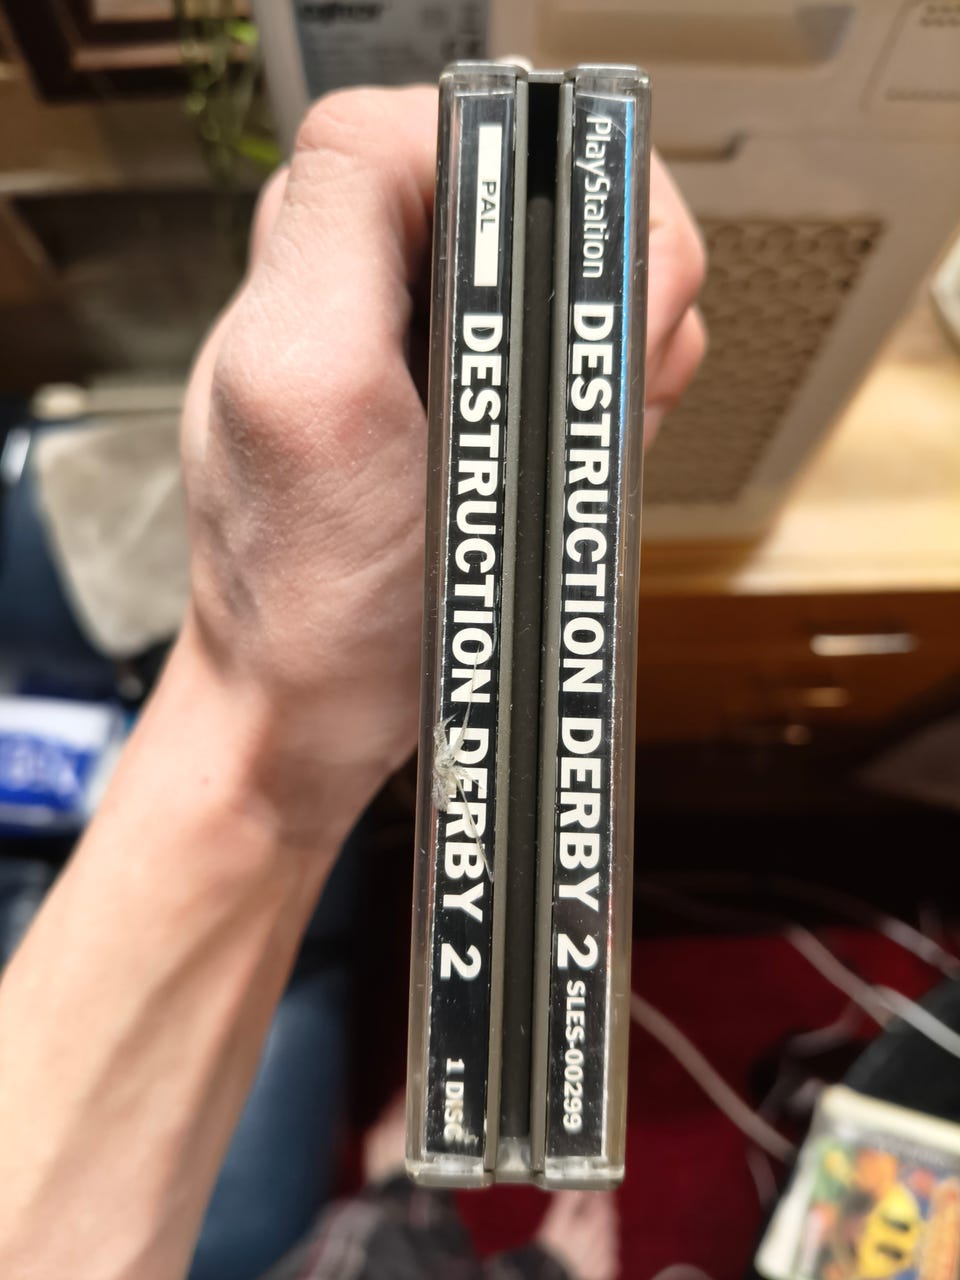 PAL DESTRUCTION DERBY 2 1 DISC
PlayStation DESTRUCTION DERBY 2 SLES-00299